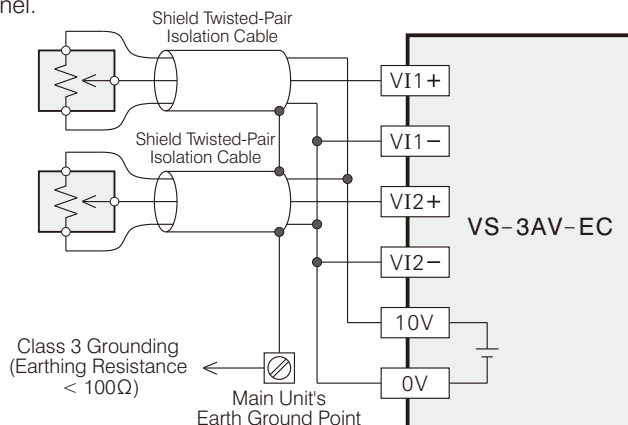 nel.
Shield Twisted-Pair
Isolation Cable
VI1+
VI1−
Shield Twisted-Pair
Isolation Cable
VI2+
VS-3AV-EC
VI2−
10V
Class 3 Grounding
(Earthing Resistance
< 100Ω)
0V
Main Unit's
Earth Ground Point